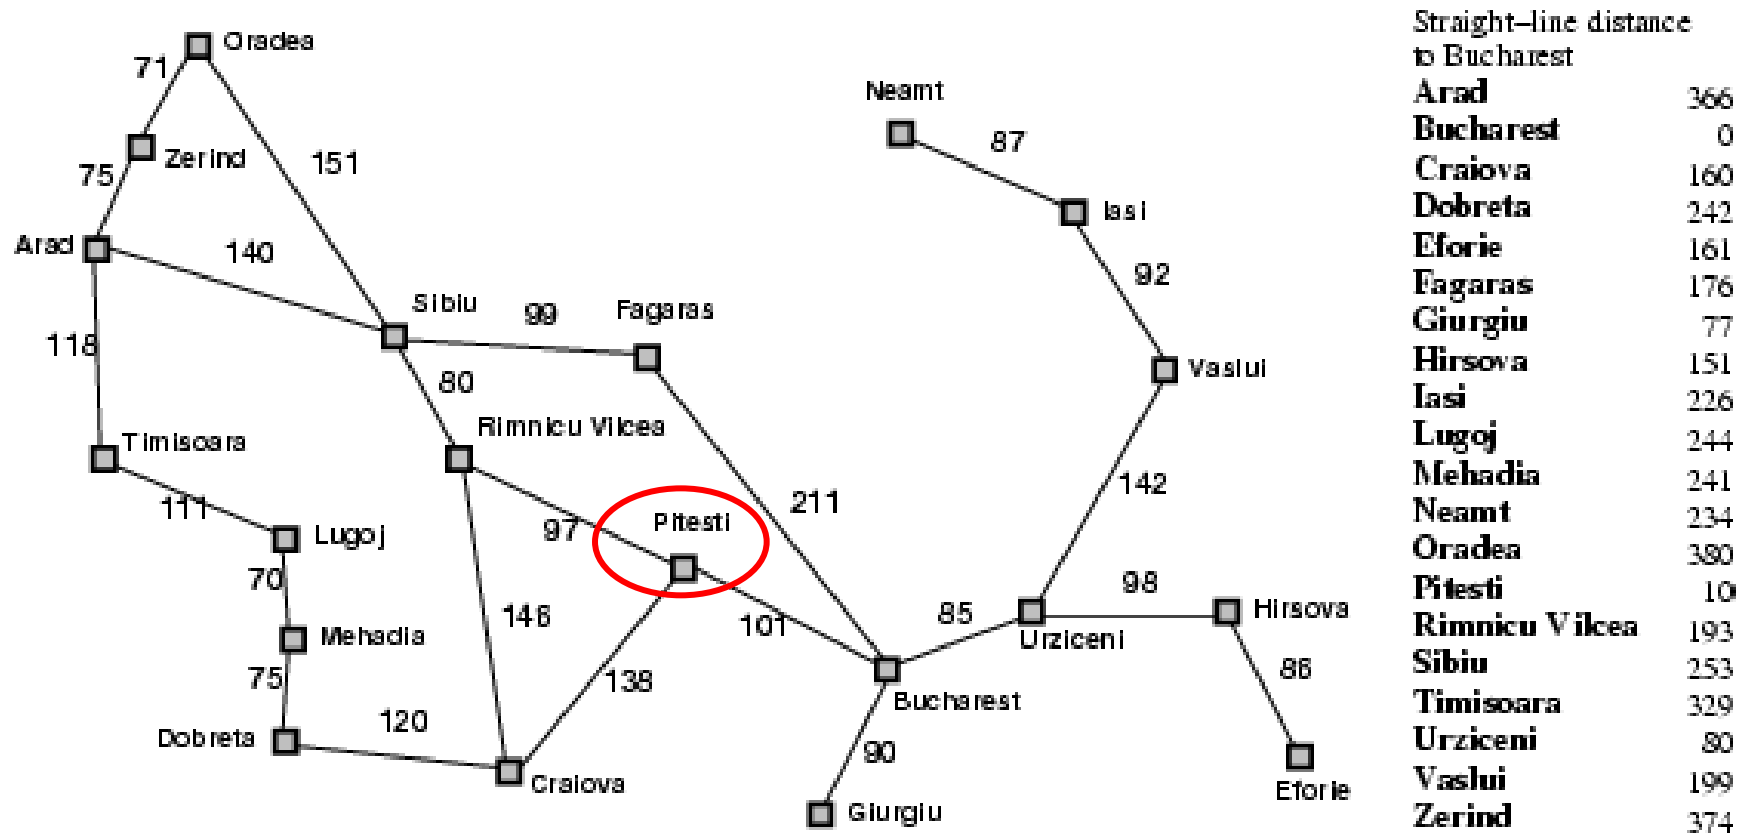 Oradea
71
Neamt
87
Zerind
151
75
Iasi
Arad
140
92
Sibiu
99
Fagaras
118
80
Vaslui
Timisoara
Rimnicu Vilcea
142
111
211
97
Pitesti
Lugoj
70
98
146
101
85
Hirsova
Mehadia
Urziceni
86
75
138
Bucharest
120
Dobreta
90
Craiova
Eforie
Giurgiu
Straight–line distance
to Bucharest
Arad 366
Bucharest 0
Craiova 160
Dobreta 242
Eforie 161
Fagaras 176
Giurgiu 77
Hirsova 151
Iasi 226
Lugoj 244
Mehadia 241
Neamt 234
Oradea 380
Pitesti 10
Rimnicu Vilcea 193
Sibiu 253
Timisoara 329
Urziceni 80
Vaslui 199
Zerind 374